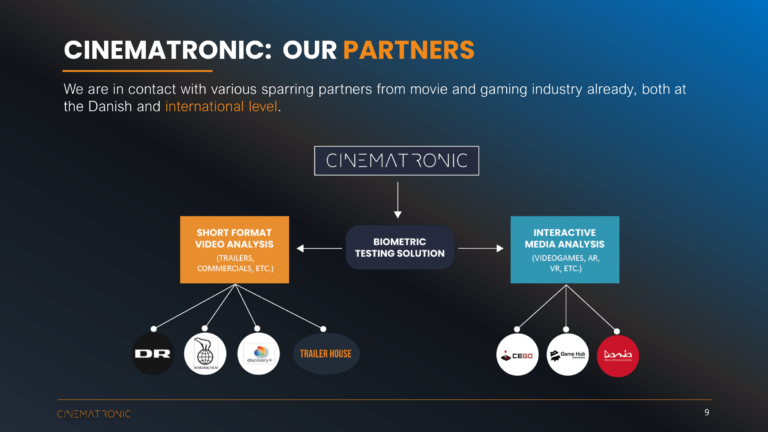 CINEMATRONIC: OUR PARTNERS
We are in contact with various sparring partners from movie and gaming industry already, both at
the Danish and international level.
CINEMATRONIC
SHORT FORMAT
VIDEO ANALYSIS
(TRAILERS,
COMMERCIALS, ETC.)
BIOMETRIC
TESTING SOLUTION
INTERACTIVE
MEDIA ANALYSIS
(VIDEOGAMES, AR,
VR, ETC.)
DR
NORDISK FILM
discovery+
TRAILER HOUSE
CEGO
Game Hub
Dania
CINEMATRONIC
9